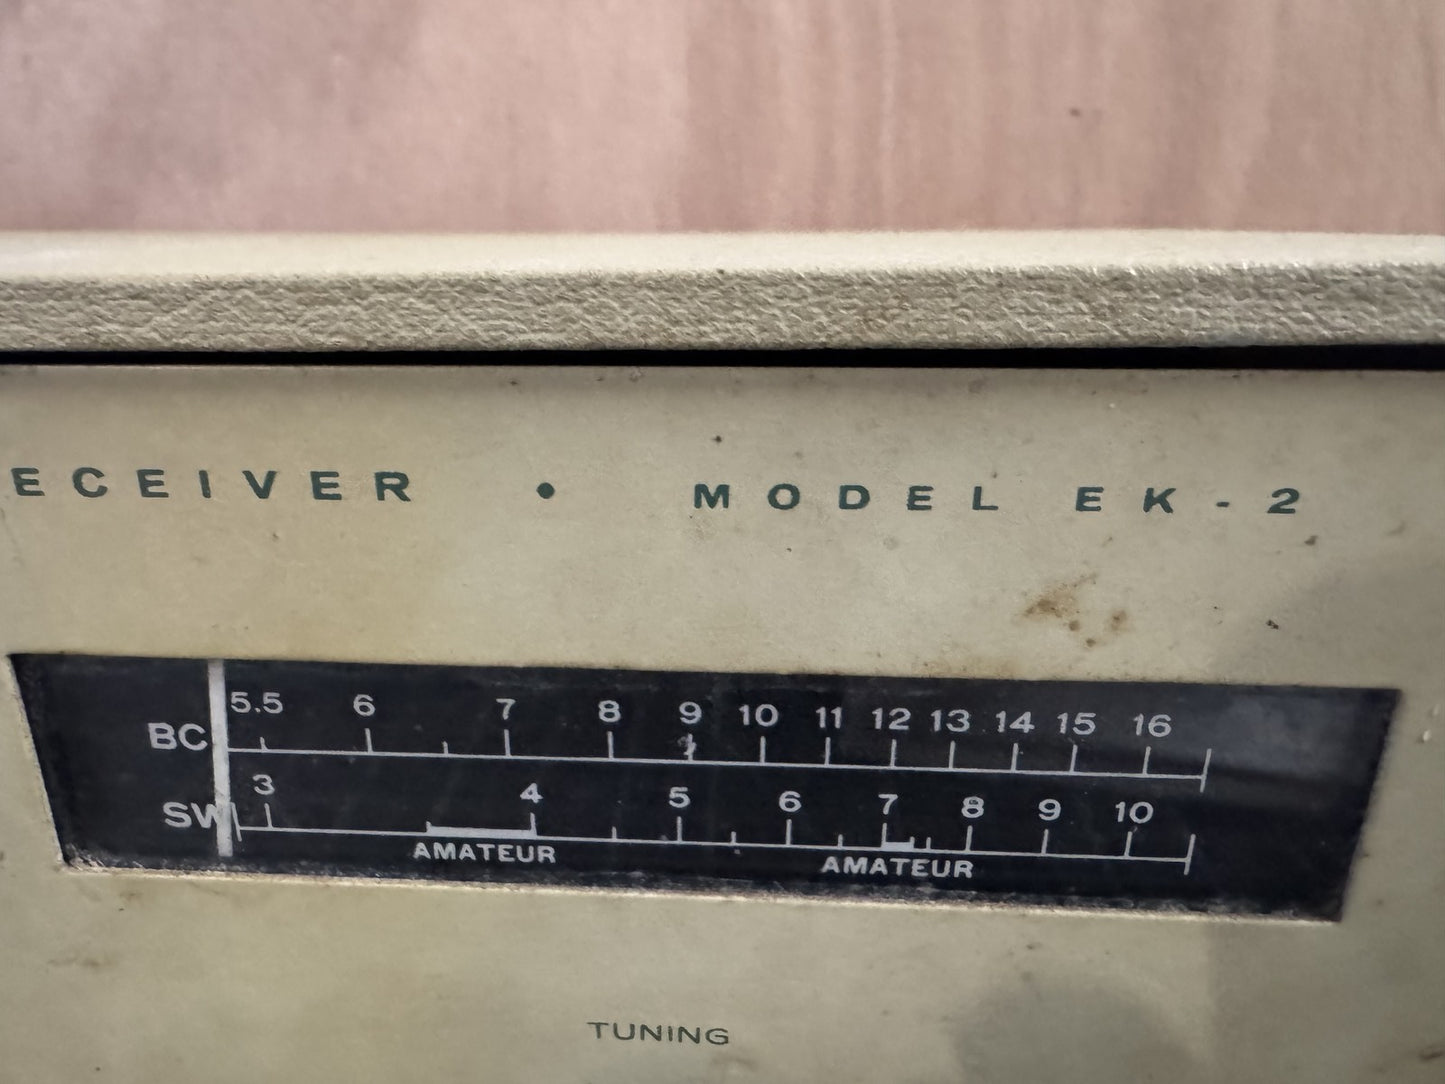 ECEIVER • MODEL EK-2
BC 5.5 6 7 8 9 10 11 12 13 14 15 16
SW 3 4 5 6 7 8 9 10
AMATEUR AMATEUR
TUNING